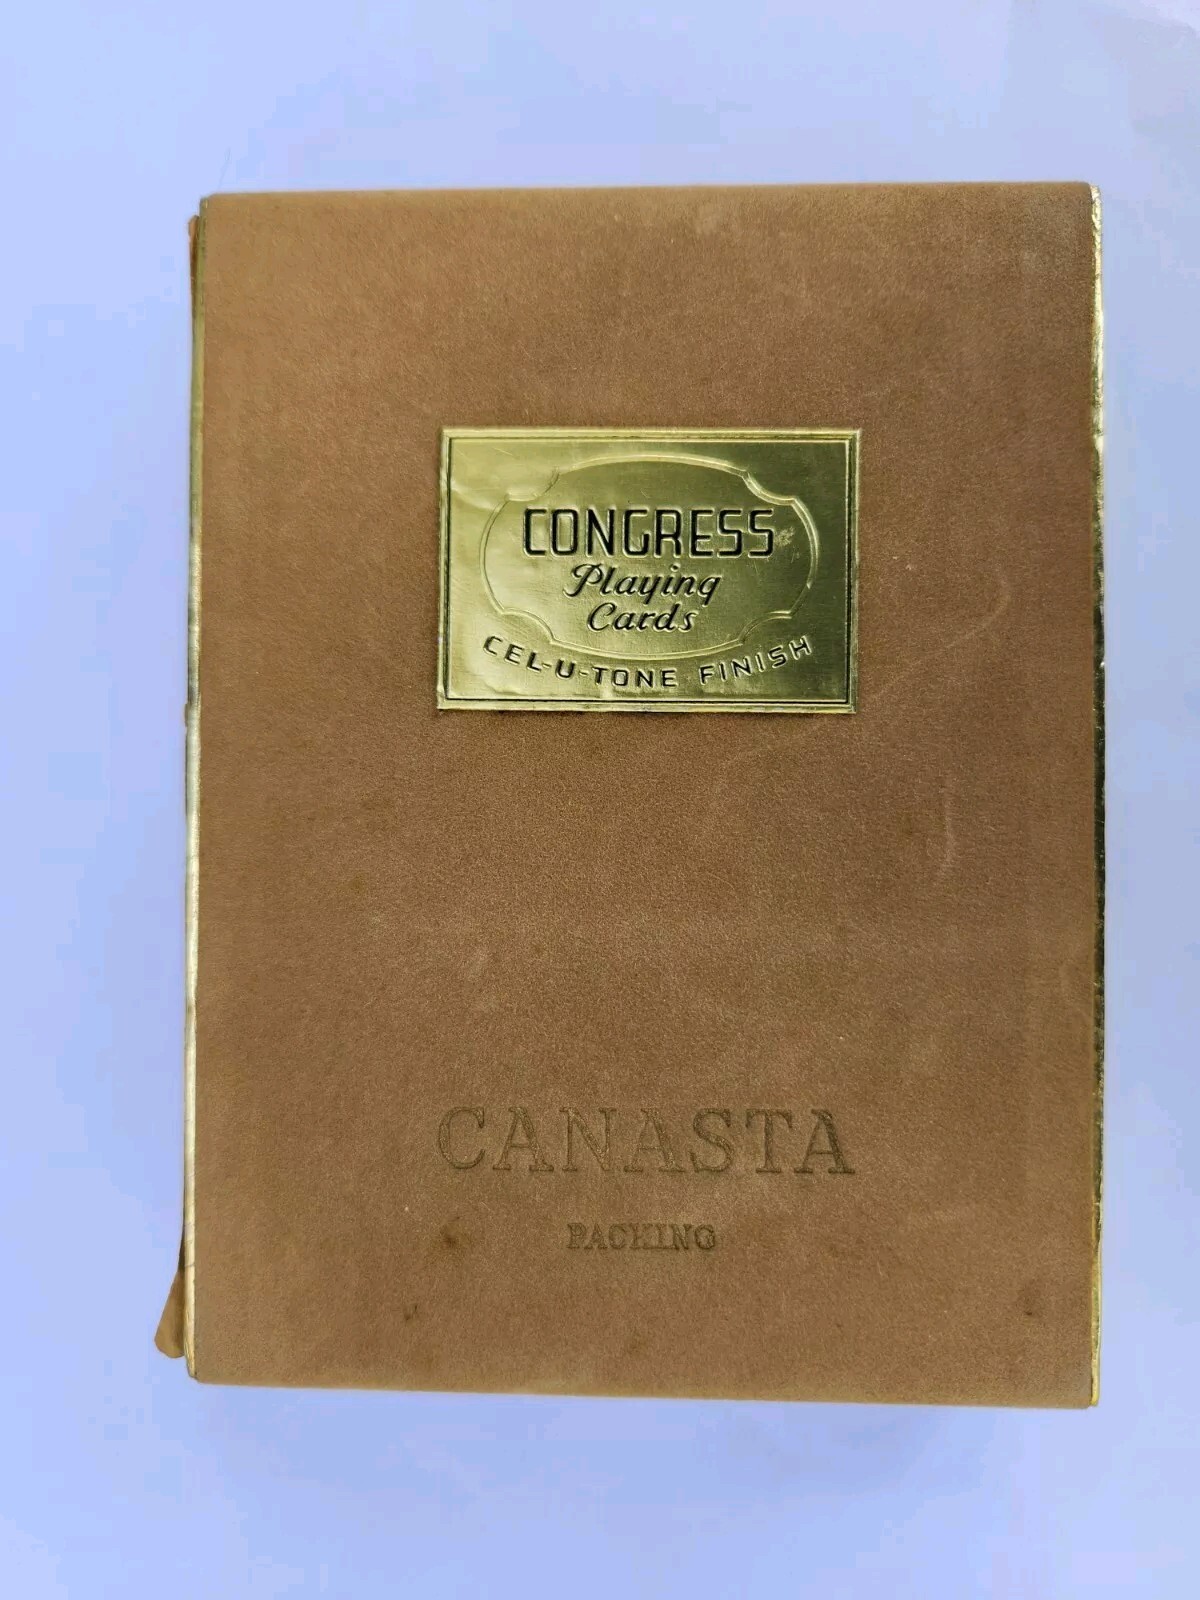 CONGRESS
Playing
Cards
CEL-U-TONE FINISH
CANASTA
PACKING